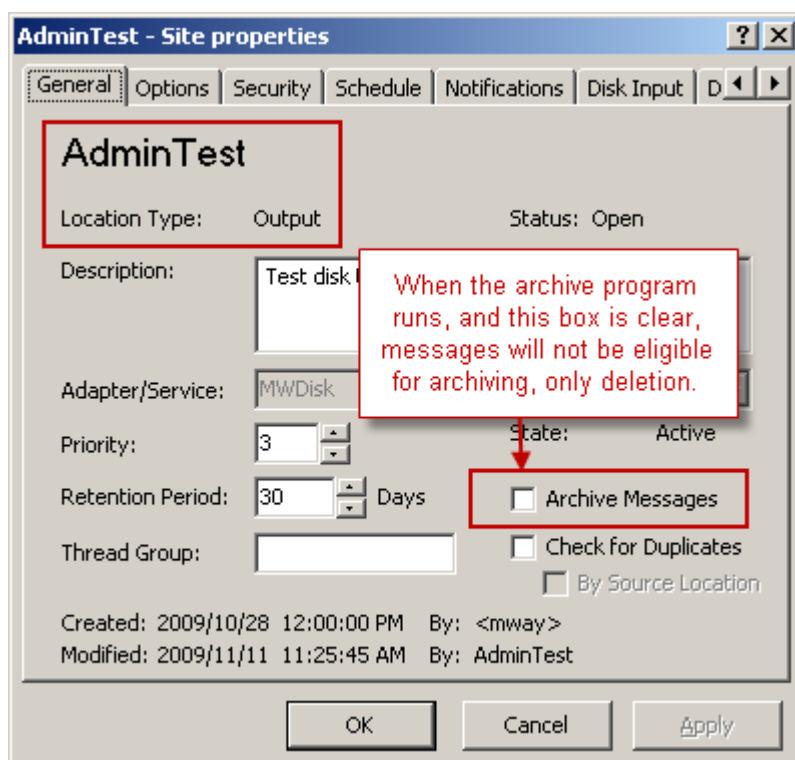 AdminTest - Site properties
General Options Security Schedule Notifications Disk Input D
AdminTest
Location Type: Output Status: Open
Description: Test disk
When the archive program
runs, and this box is clear,
messages will not be eligible
for archiving, only deletion.
Adapter/Service: MWDisk
Priority: 3 State: Active
Retention Period: 30 Days Archive Messages
Thread Group: Check for Duplicates
By Source Location
Created: 2009/10/28 12:00:00 PM By: <mway>
Modified: 2009/11/11 11:25:45 AM By: AdminTest
OK Cancel Apply